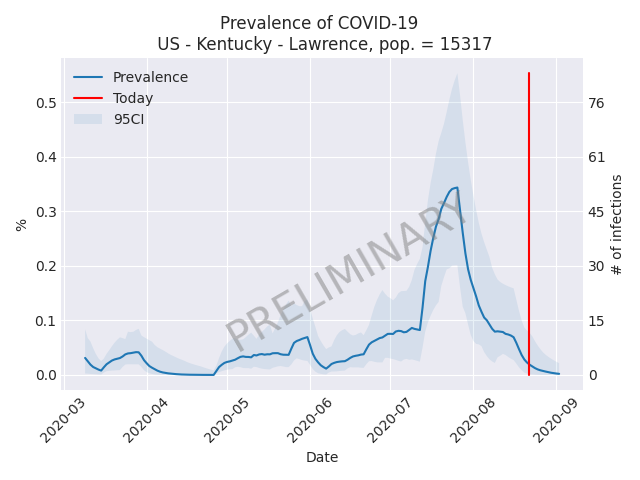 Prevalence of COVID-19
US - Kentucky - Lawrence, pop. = 15317
Prevalence
Today
95CI
PRELIMINARY
%
0.5
0.4
0.3
0.2
0.1
0.0
76
61
45
30
15
0
# of infections
2020-03
2020-04
2020-05
2020-06
2020-07
2020-08
2020-09
Date